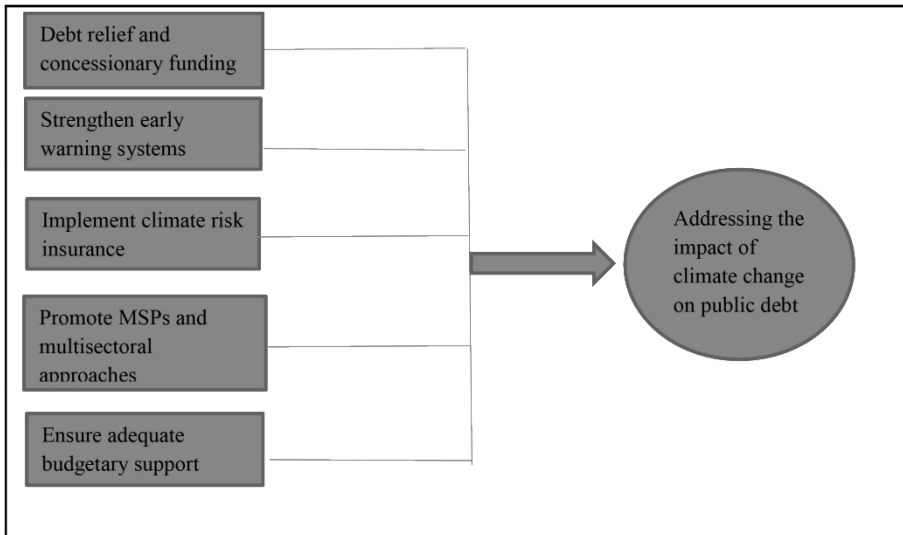 Debt relief and
concessionary funding
Strengthen early
warning systems
Implement climate risk
insurance
Promote MSPs and
multisectoral
approaches
Ensure adequate
budgetary support
Addressing the
impact of
climate change
on public debt